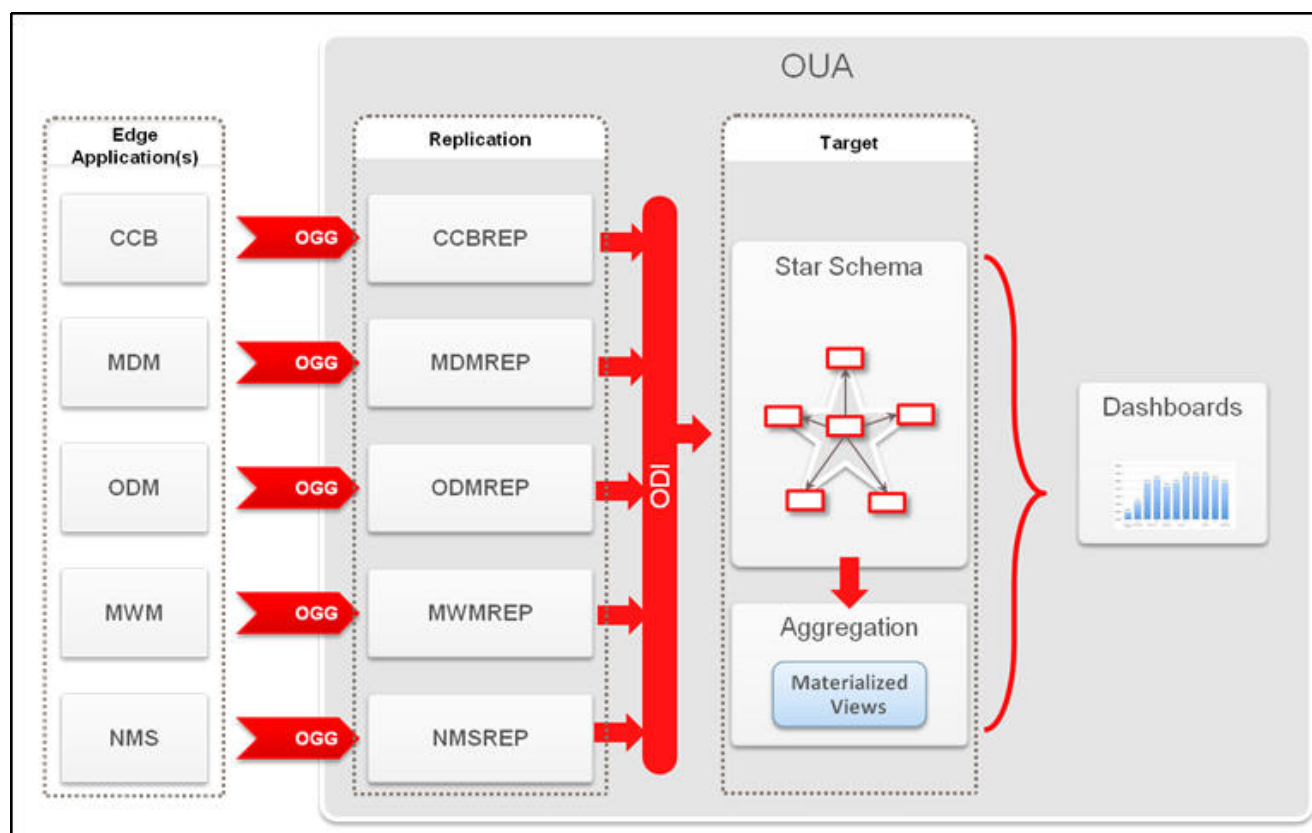 OUA
Edge
Application(s)
CCB
MDM
ODM
MWM
NMS
OGG
OGG
OGG
OGG
OGG
Replication
CCBREP
MDMREP
ODMREP
MWMREP
NMSREP
ODI
Target
Star Schema
Aggregation
Materialized
Views
Dashboards